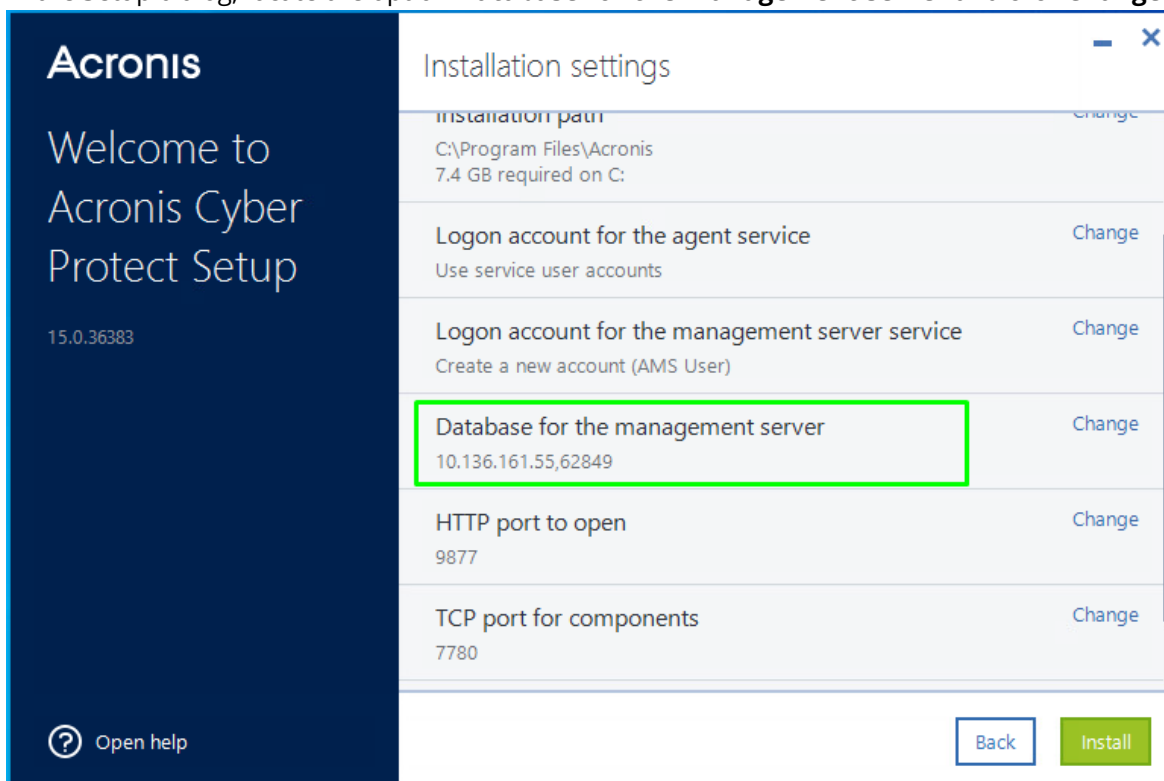 Acronis
Welcome to
Acronis Cyber
Protect Setup
15.0.36383
Open help
Installation settings
Installation path
Change
C:\Program Files\Acronis
7.4 GB required on C:
Logon account for the agent service
Change
Use service user accounts
Logon account for the management server service
Change
Create a new account (AMS User)
Database for the management server
Change
10.136.161.55,62849
HTTP port to open
Change
9877
TCP port for components
Change
7780
Back
Install